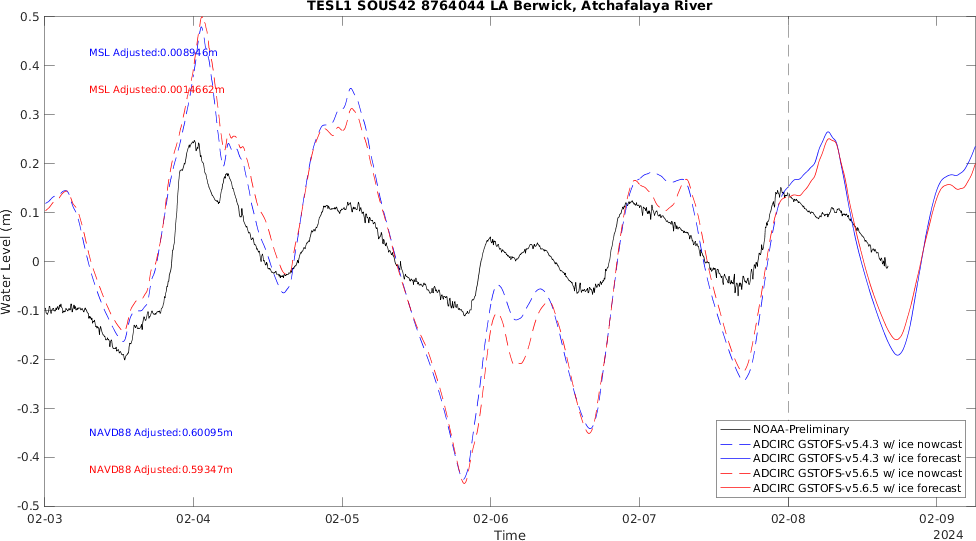 TESL1 SOUS42 8764044 LA Berwick, Atchafalaya River
0.5
0.4
0.3
0.2
0.1
0
-0.1
-0.2
-0.3
-0.4
-0.5
Water Level (m)
MSL Adjusted:0.008946m
MSL Adjusted:0.0014662m
NAVD88 Adjusted:0.60095m
NAVD88 Adjusted:0.59347m
NOAA-Preliminary
ADCIRC GSTOFS-v5.4.3 w/ ice nowcast
ADCIRC GSTOFS-v5.4.3 w/ ice forecast
ADCIRC GSTOFS-v5.6.5 w/ ice nowcast
ADCIRC GSTOFS-v5.6.5 w/ ice forecast
02-03 02-04 02-05 02-06 02-07 02-08 02-09
2024
Time